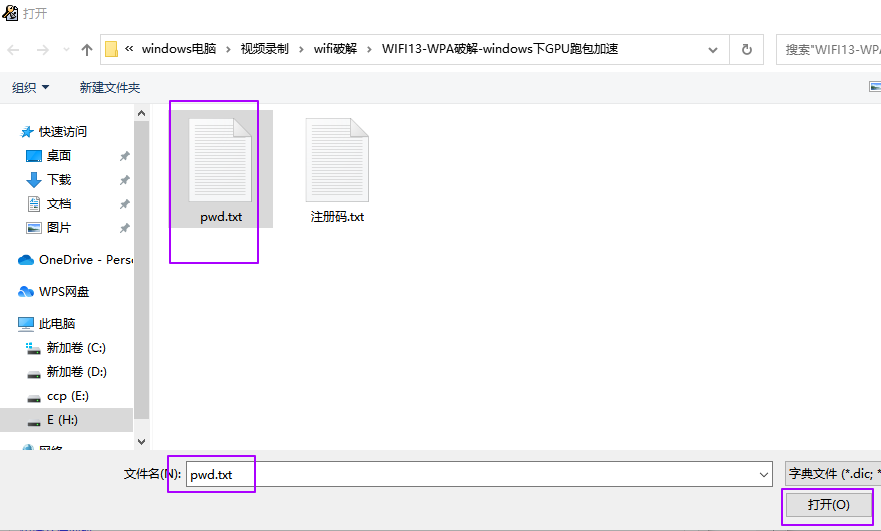 打开
« windows电脑 › 视频录制 › wifi破解 › WIFI13-WPA破解-windows下GPU跑包加速
搜索"WIFI13-WPA
组织 新建文件夹
快速访问
桌面
下载
文档
图片
OneDrive - Perso
WPS网盘
此电脑
新加卷 (C:)
新加卷 (D:)
ccp (E:)
E (H:)
网络
pwd.txt
注册码.txt
文件名(N): pwd.txt
字典文件 (*.dic; *
打开(O)